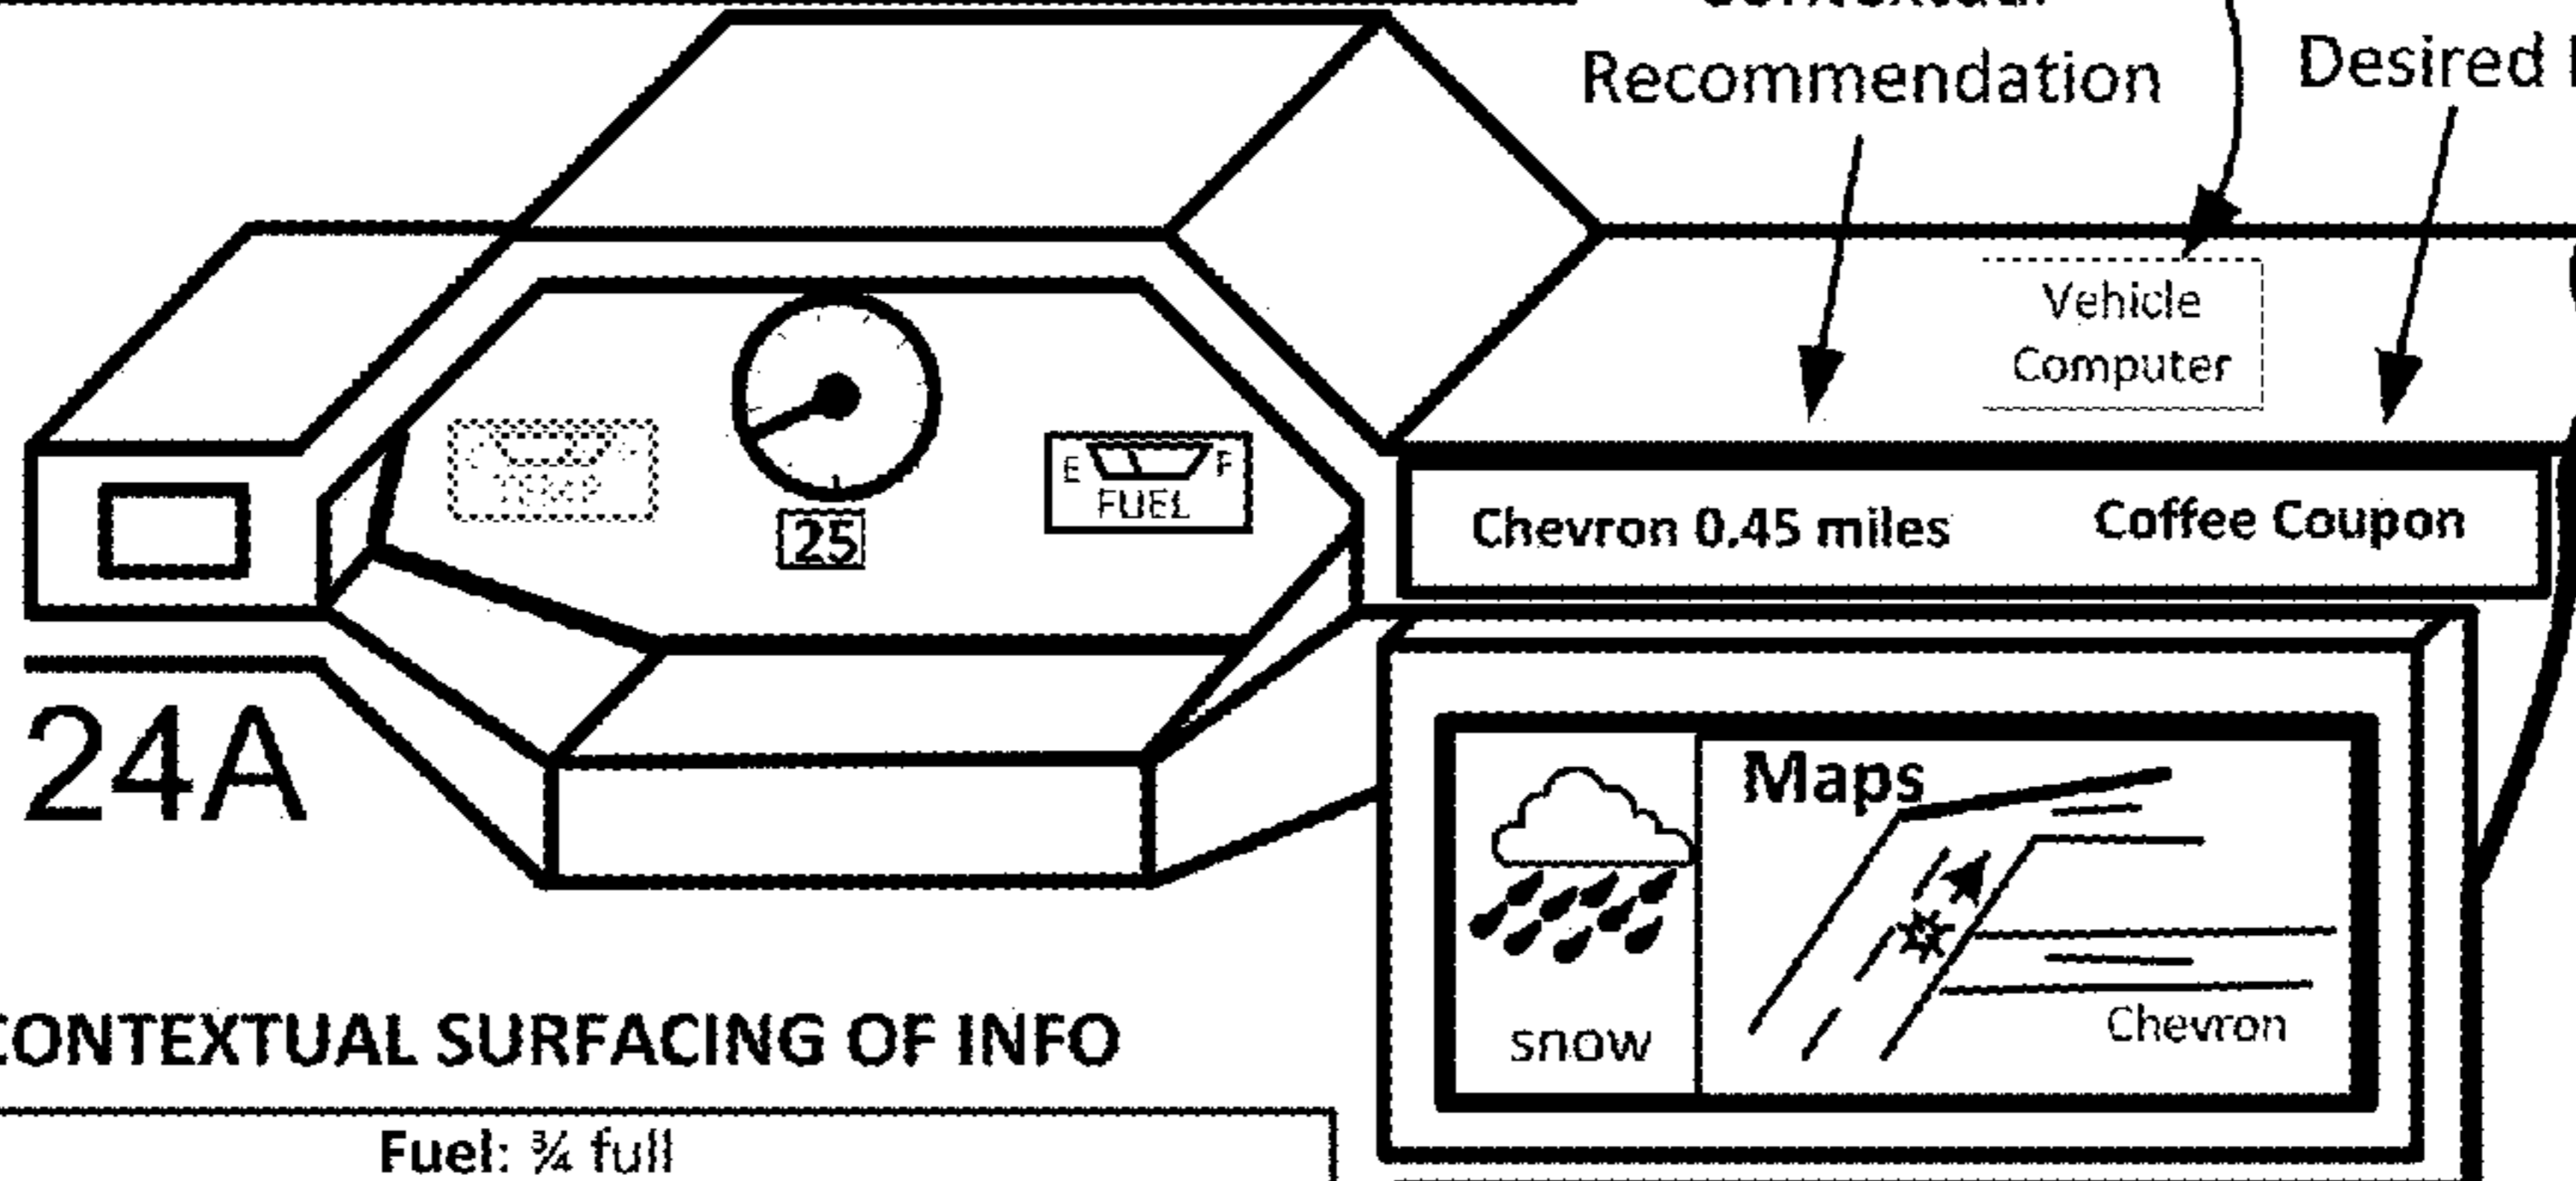 Recommendation
Desired
Vehicle
Computer
TEMP
E F
FUEL
25
Chevron 0.45 miles
Coffee Coupon
24A
Maps
snow
Chevron
CONTEXTUAL SURFACING OF INFO
Fuel: ¾ full